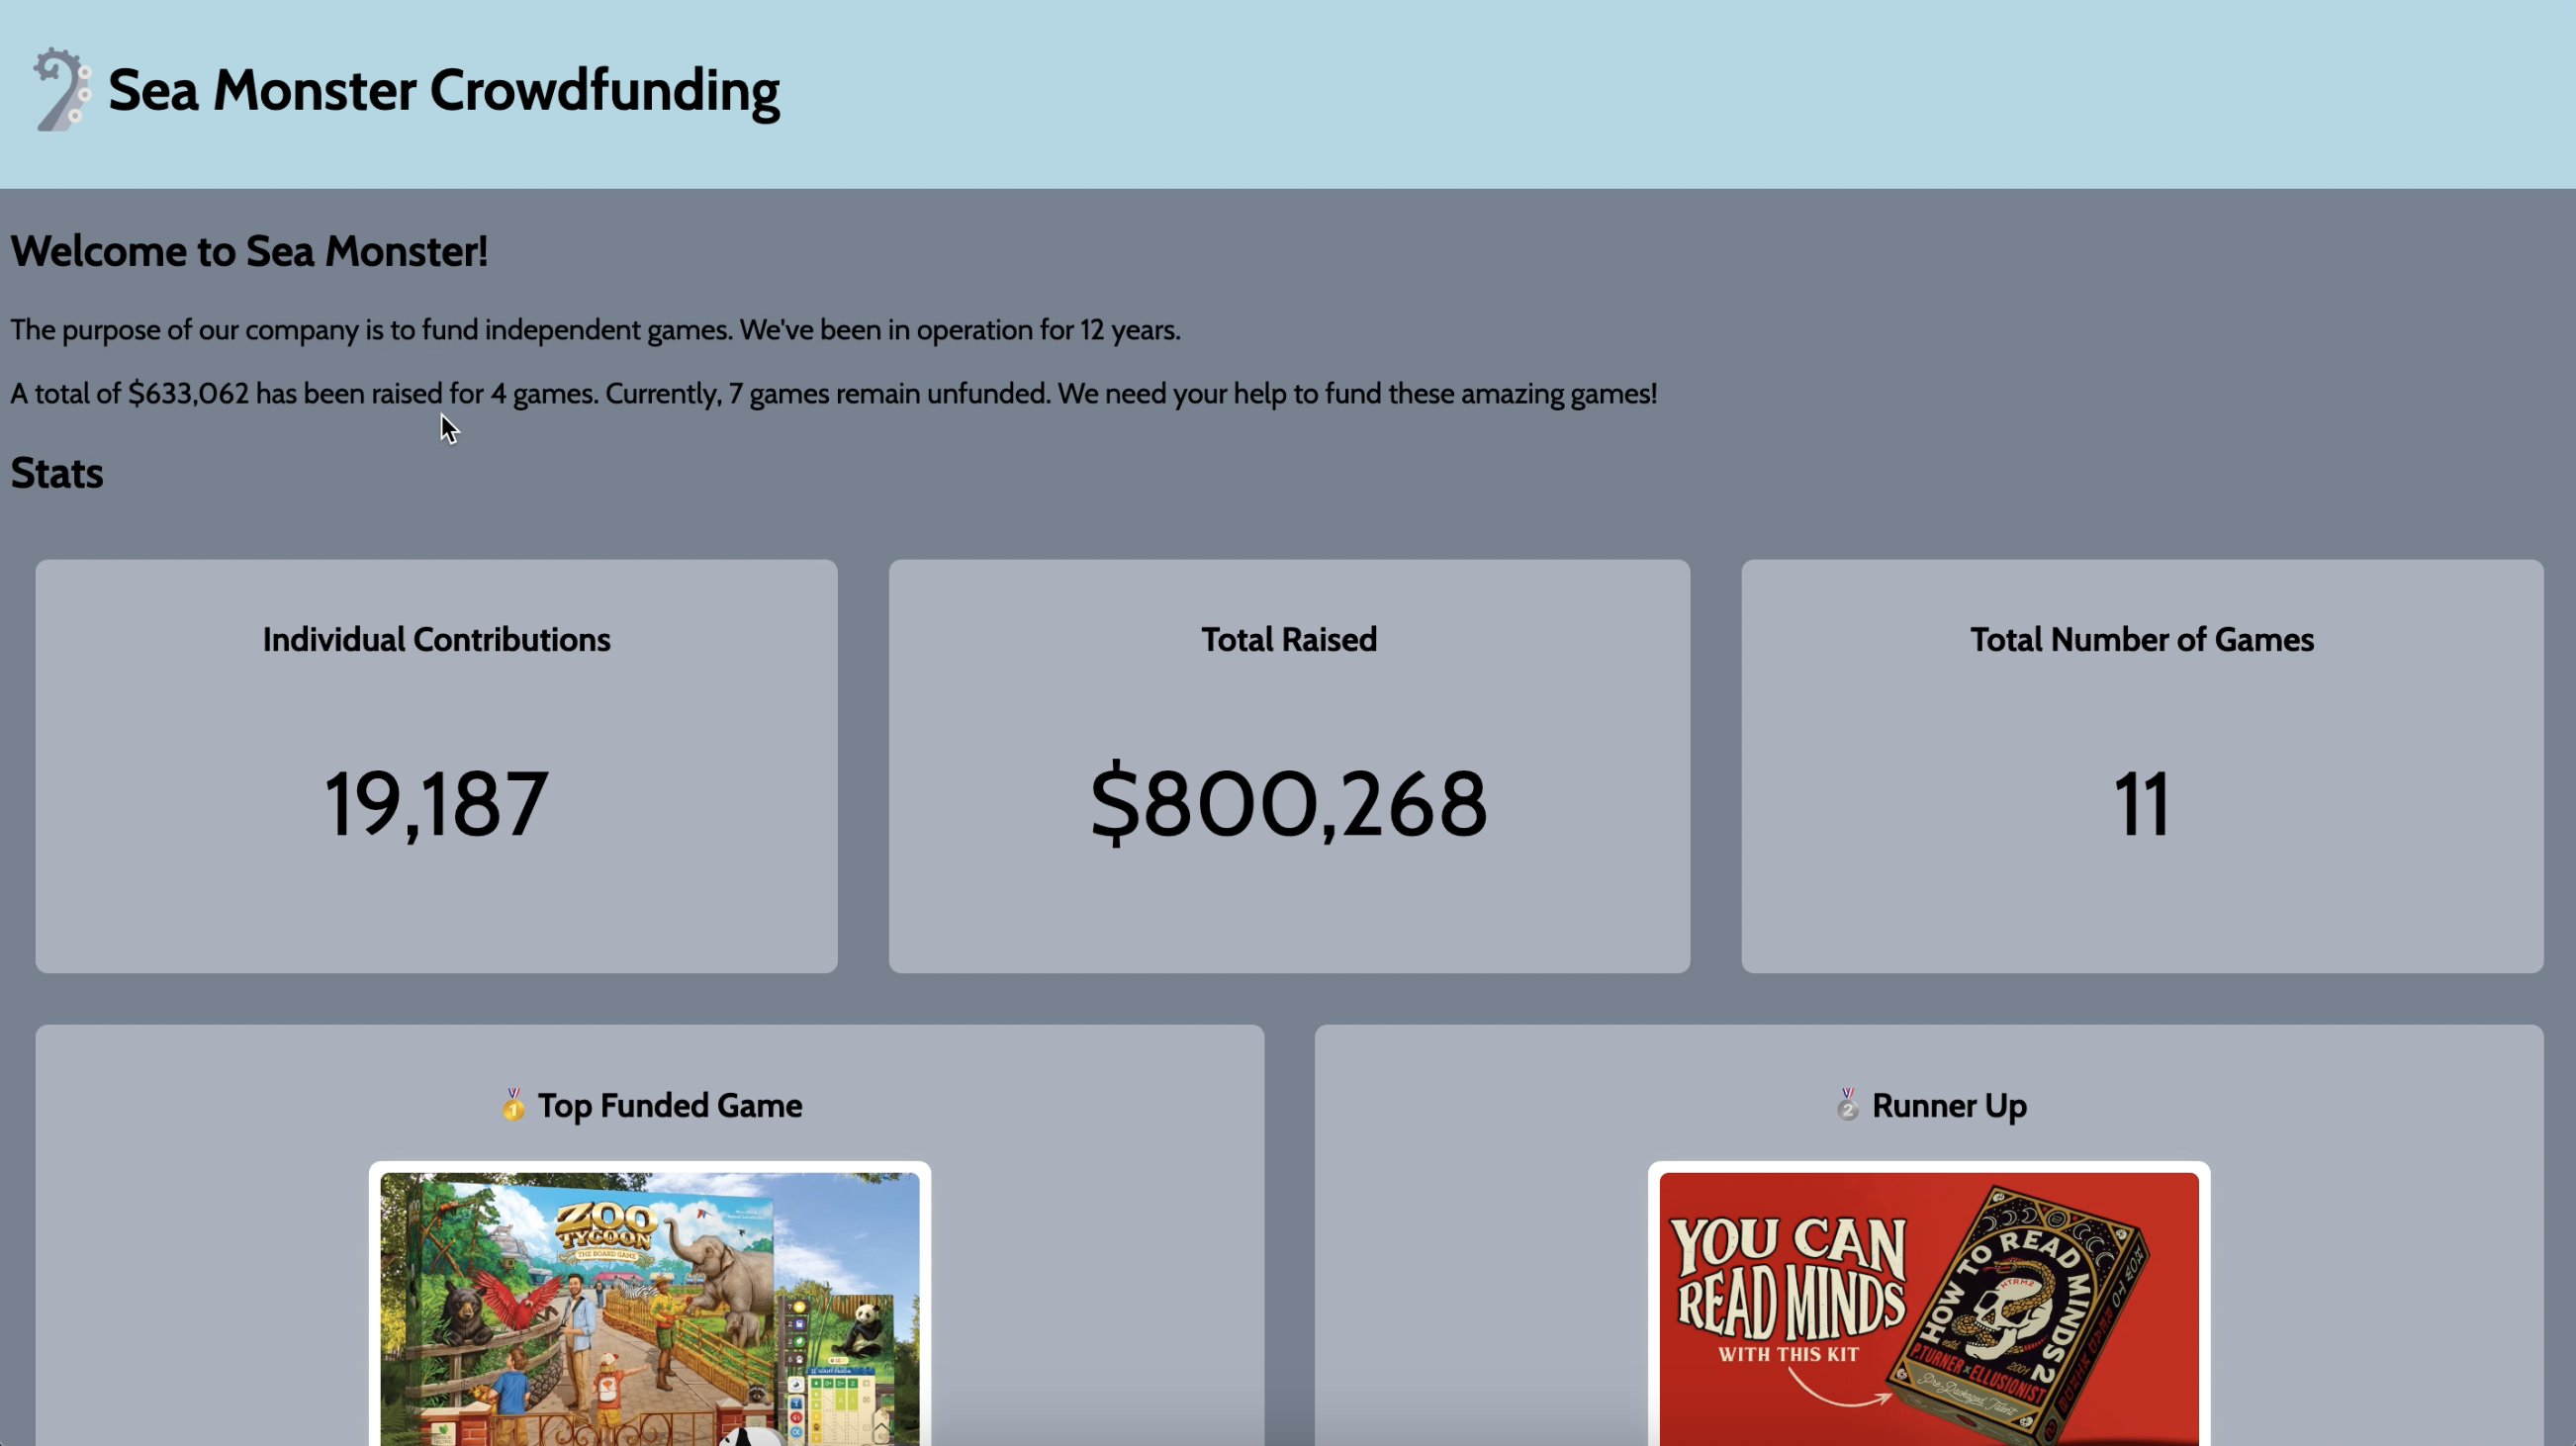 Sea Monster Crowdfunding
Welcome to Sea Monster!
The purpose of our company is to fund independent games. We've been in operation for 12 years.
A total of $633,062 has been raised for 4 games. Currently, 7 games remain unfunded. We need your help to fund these amazing games!
Stats
Individual Contributions
19,187
Total Raised
$800,268
Total Number of Games
11
🥇 Top Funded Game
ZOO
TYCOON
THE BOARD GAME
🥈 Runner Up
YOU CAN
READ MINDS
WITH THIS KIT
HOW TO READ MINDS 2
HTRM2
P.TURNER × ELLUSIONIST
Pre-Packaged Talent